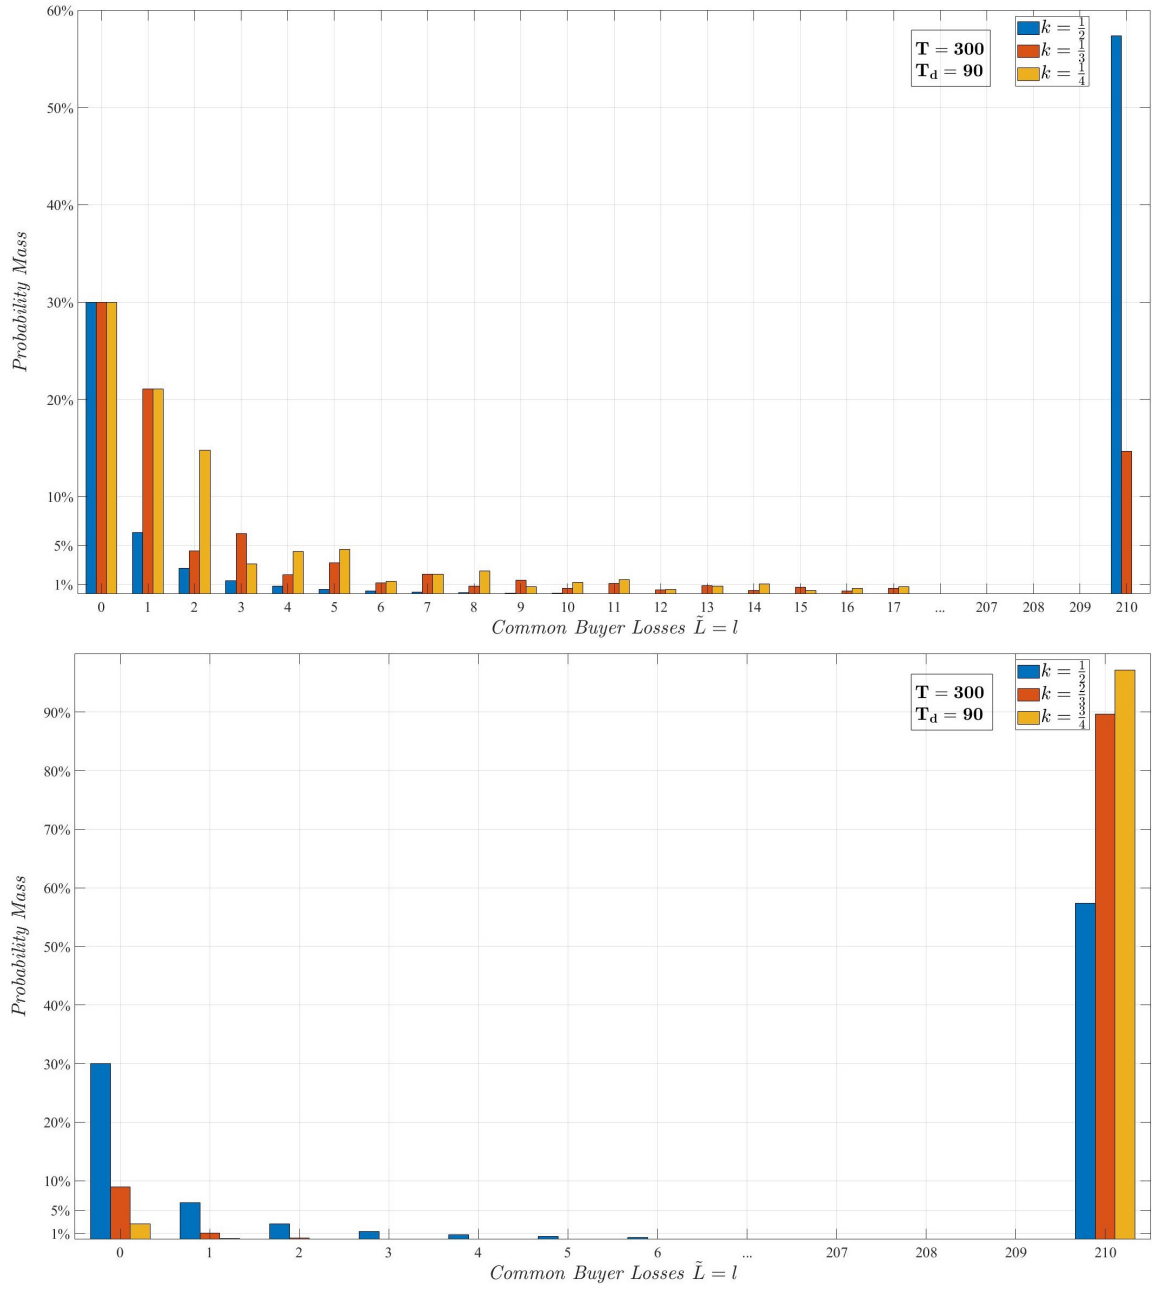 60%
50%
40%
30%
20%
10%
5%
1%
Probability Mass
T = 300
T_d = 90
k = 1/2
k = 1/3
k = 1/4
0 1 2 3 4 5 6 7 8 9 10 11 12 13 14 15 16 17 ... 207 208 209 210
Common Buyer Losses L̃ = l
90%
80%
70%
60%
50%
40%
30%
20%
10%
5%
1%
Probability Mass
T = 300
T_d = 90
k = 1/2
k = 2/3
k = 3/4
0 1 2 3 4 5 6 ... 207 208 209 210
Common Buyer Losses L̃ = l